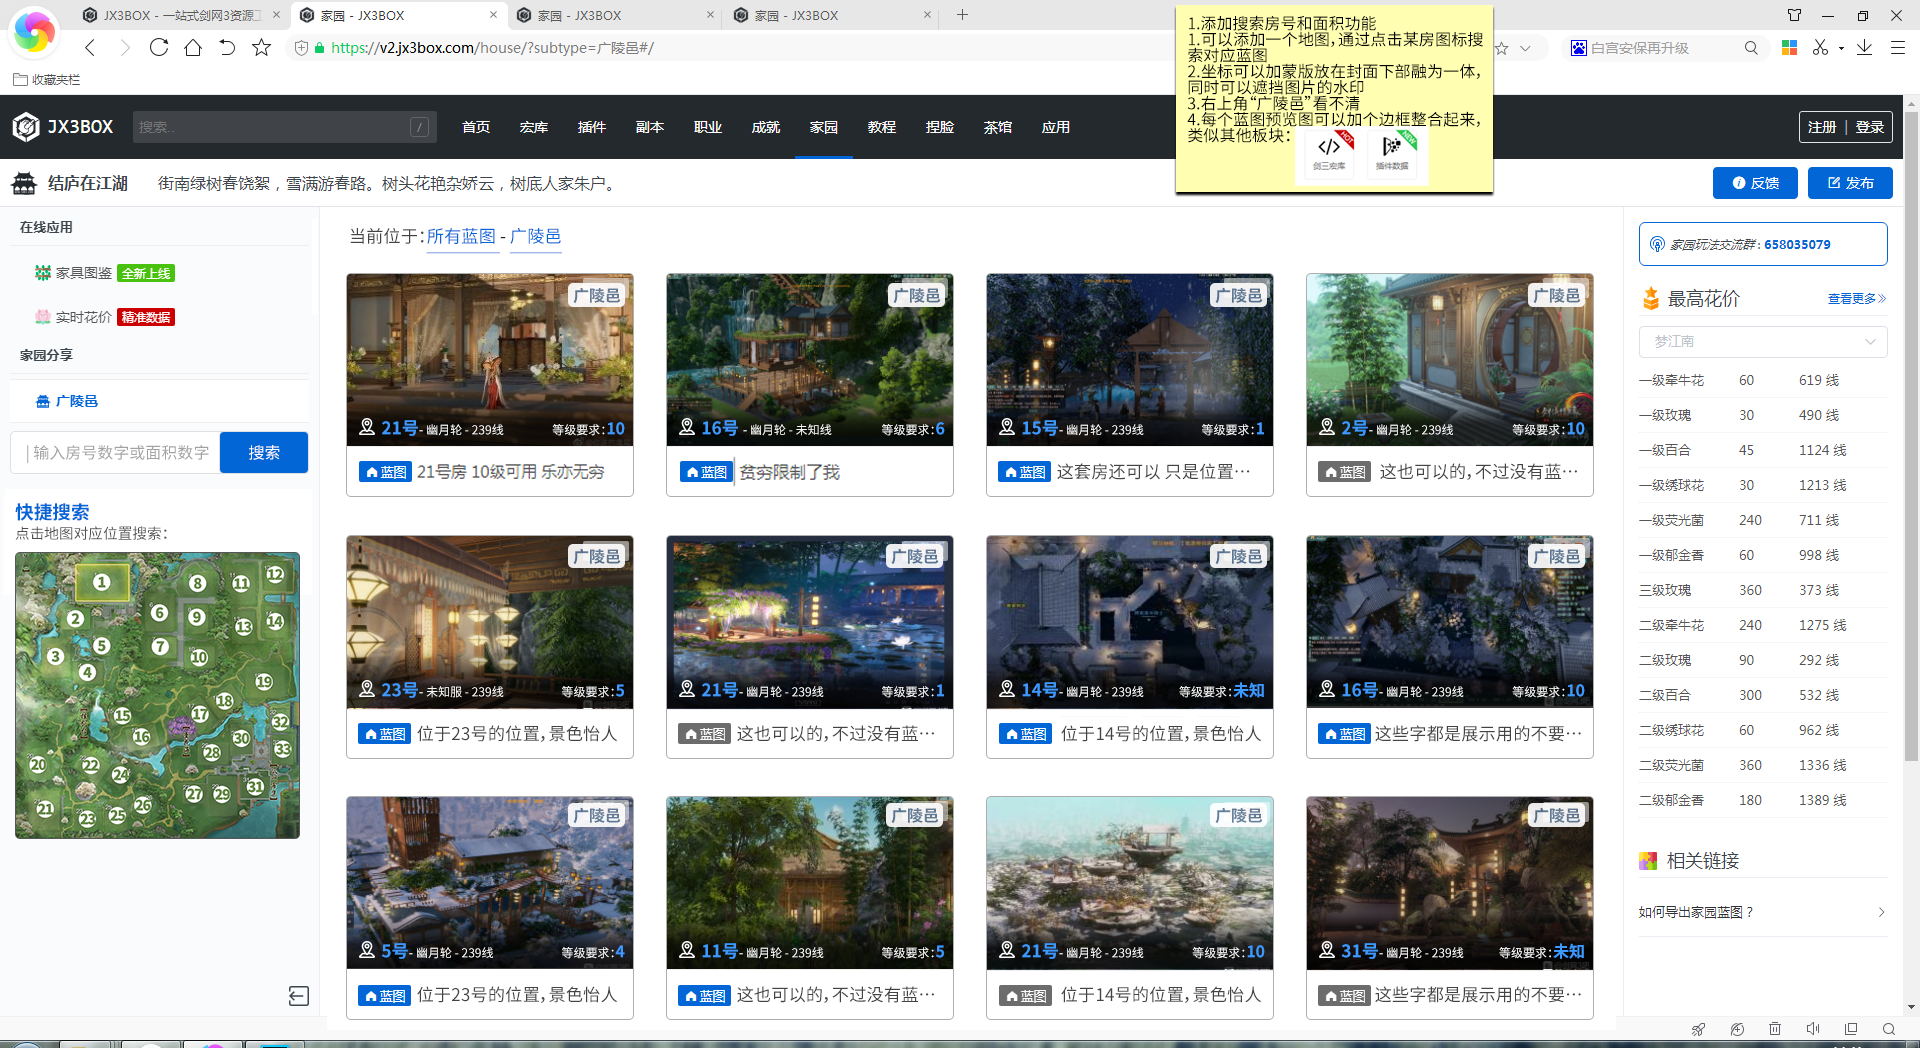 JX3BOX - 一站式剑网3资源工
家园 - JX3BOX
家园 - JX3BOX
家园 - JX3BOX
https://v2.jx3box.com/house/?subtype=广陵邑#/
白宫安保再升级
收藏夹栏
1.添加搜索房号和面积功能
1.可以添加一个地图,通过点击某房图标搜
索对应蓝图
2.坐标可以加蒙版放在封面下部融为一体,
同时可以遮挡图片的水印
3.右上角“广陵邑”看不清
4.每个蓝图预览图可以加个边框整合起来,
类似其他板块:
HOT
剑三宏库
NEW
插件数据
JX3BOX
搜索..
/
首页 宏库 插件 副本 职业 成就 家园 教程 捏脸 茶馆 应用
注册 | 登录
结庐在江湖
街南绿树春饶絮，雪满游春路。树头花艳杂娇云，树底人家朱户。
反馈
发布
在线应用
家具图鉴 全新上线
实时花价 精准数据
家园分享
广陵邑
输入房号数字或面积数字
搜索
快捷搜索
点击地图对应位置搜索:
1
8
11
12
2
6
9
13
14
5
7
3
4
10
19
18
15
17
32
16
30
28
33
20
22
24
31
27
29
21
26
25
23
当前位于:所有蓝图 - 广陵邑
广陵邑
21号- 幽月轮 - 239线 等级要求:10
蓝图 21号房 10级可用 乐亦无穷
广陵邑
16号 - 幽月轮 - 未知线 等级要求:6
蓝图 贫穷限制了我
广陵邑
15号- 幽月轮 - 239线 等级要求:1
蓝图 这套房还可以 只是位置···
广陵邑
2号- 幽月轮 - 239线 等级要求:10
蓝图 这也可以的,不过没有蓝···
广陵邑
23号- 未知服 - 239线 等级要求:5
蓝图 位于23号的位置,景色怡人
广陵邑
21号- 幽月轮 - 239线 等级要求:1
蓝图 这也可以的,不过没有蓝···
广陵邑
14号- 幽月轮 - 239线 等级要求:未知
蓝图 位于14号的位置,景色怡人
广陵邑
16号- 幽月轮 - 239线 等级要求:10
蓝图 这些字都是展示用的不要···
广陵邑
5号- 幽月轮 - 239线 等级要求:4
蓝图 位于23号的位置,景色怡人
广陵邑
11号- 幽月轮 - 239线 等级要求:5
蓝图 这也可以的,不过没有蓝···
广陵邑
21号- 幽月轮 - 239线 等级要求:10
蓝图 位于14号的位置,景色怡人
广陵邑
31号- 幽月轮 - 239线 等级要求:未知
蓝图 这些字都是展示用的不要···
家园玩法交流群 : 658035079
最高花价 查看更多
梦江南
一级牵牛花 60 619 线
一级玫瑰 30 490 线
一级百合 45 1124 线
一级绣球花 30 1213 线
一级荧光菌 240 711 线
一级郁金香 60 998 线
三级玫瑰 360 373 线
二级牵牛花 240 1275 线
二级玫瑰 90 292 线
二级百合 300 532 线
二级绣球花 60 962 线
二级荧光菌 360 1336 线
二级郁金香 180 1389 线
相关链接
如何导出家园蓝图？